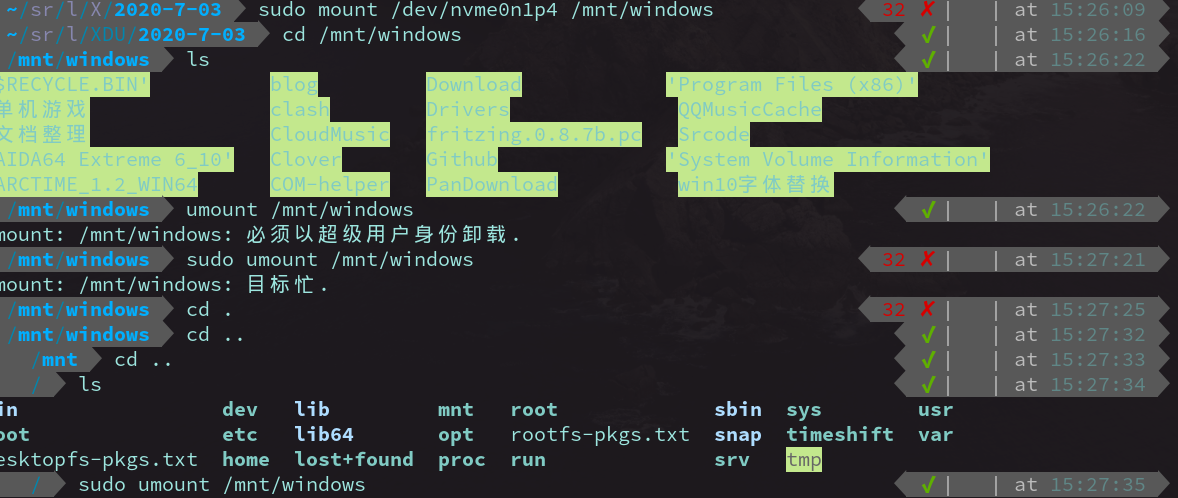 ~/sr/l/X/2020-7-03 sudo mount /dev/nvme0n1p4 /mnt/windows 32 ✘ | | at 15:26:09
~/sr/l/XDU/2020-7-03 cd /mnt/windows ✔ | | at 15:26:16
/mnt/windows ls ✔ | | at 15:26:22
$RECYCLE.BIN' blog Download 'Program Files (x86)'
单机游戏 clash Drivers QQMusicCache
文档整理 CloudMusic fritzing.0.8.7b.pc Srcode
AIDA64 Extreme 6_10' Clover Github 'System Volume Information'
ARCTIME_1.2_WIN64 COM-helper PanDownload win10字体替换
/mnt/windows umount /mnt/windows ✔ | | at 15:26:22
mount: /mnt/windows: 必须以超级用户身份卸载.
/mnt/windows sudo umount /mnt/windows 32 ✘ | | at 15:27:21
mount: /mnt/windows: 目标忙.
/mnt/windows cd . 32 ✘ | | at 15:27:25
/mnt/windows cd .. ✔ | | at 15:27:32
/mnt cd .. ✔ | | at 15:27:33
/ ls ✔ | | at 15:27:34
in dev lib mnt root sbin sys usr
oot etc lib64 opt rootfs-pkgs.txt snap timeshift var
esktopfs-pkgs.txt home lost+found proc run srv tmp
/ sudo umount /mnt/windows ✔ | | at 15:27:35